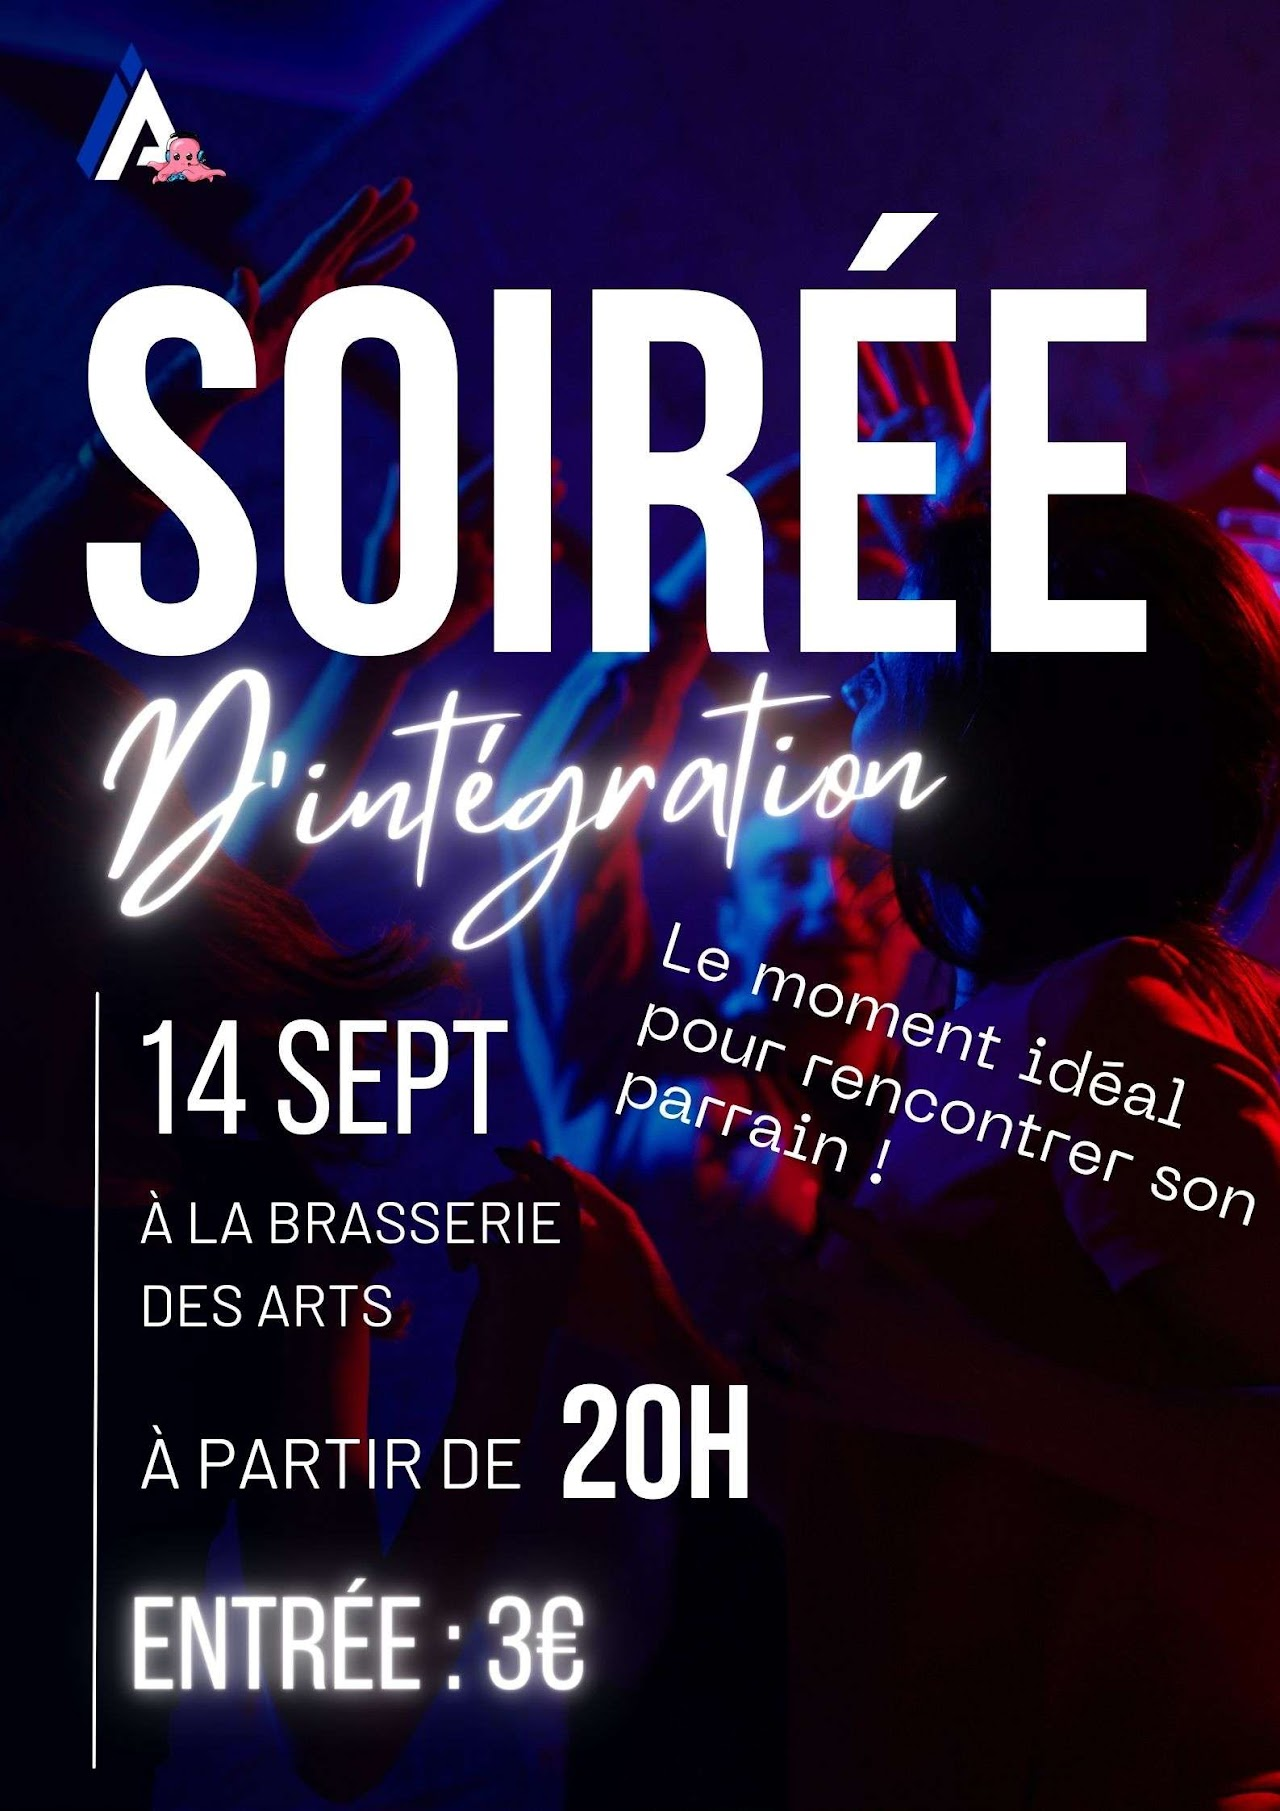 SOIRÉE
D'intégration
Le moment idéal
pour rencontrer son
parrain !
14 SEPT
À LA BRASSERIE
DES ARTS
À PARTIR DE 20H
ENTRÉE : 3€